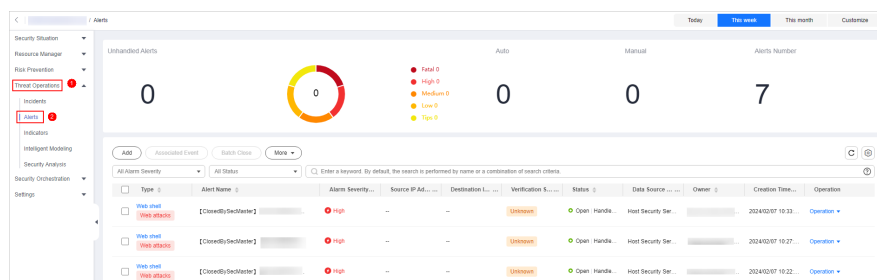 / Alerts
Today This week This month Customize
Security Situation
Resource Manager
Risk Prevention
Threat Operations 1
Incidents
Alerts 2
Indicators
Intelligent Modeling
Security Analysis
Security Orchestration
Settings
Unhandled Alerts Auto Manual Alerts Number
0
0
Fatal 0
High 0
Medium 0
Low 0
Tips 0
0 0 7
Add Associated Event Batch Close More
All Alarm Severity All Status Enter a keyword. By default, the search is performed by name or a combination of search criteria.
Type Alert Name Alarm Severity... Source IP Ad... ... Destination I... ... Verification S... ... Status Data Source ... ... Owner Creation Time... Operation
Web shell
Web attacks 【ClosedBySecMaster】 High -- -- Unknown Open | Handle... Host Security Ser... 2024/02/07 10:33:... Operation
Web shell
Web attacks 【ClosedBySecMaster】 High -- -- Unknown Open | Handle... Host Security Ser... 2024/02/07 10:27:... Operation
Web shell
Web attacks 【ClosedBySecMaster】 High -- -- Unknown Open | Handle... Host Security Ser... 2024/02/07 10:22:... Operation